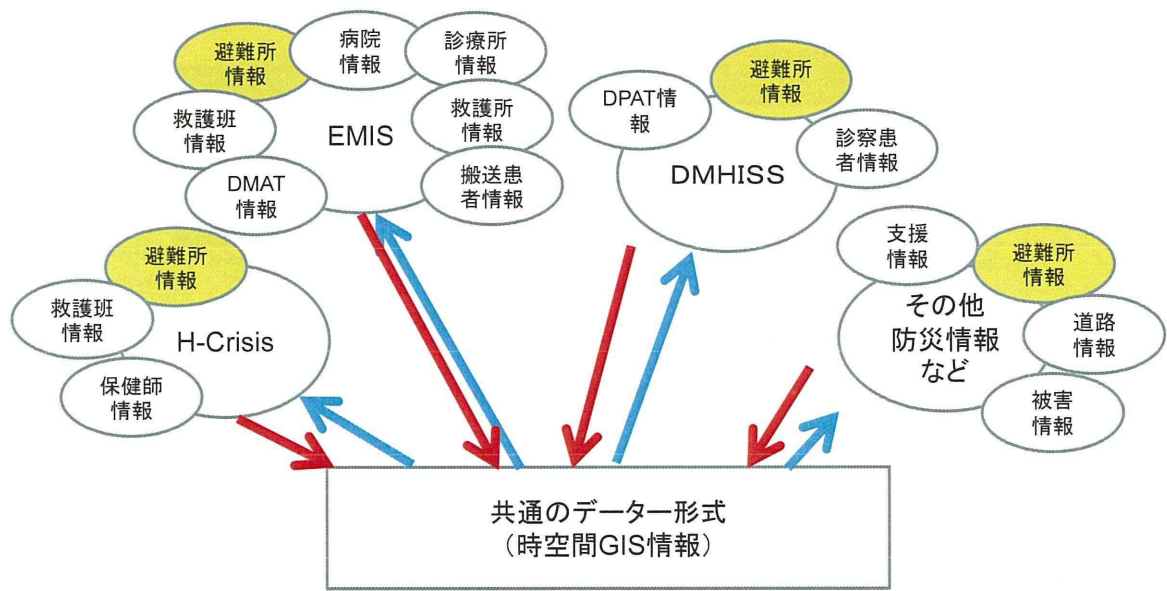 避難所
情報
病院
情報
診療所
情報
救護班
情報
EMIS
救護所
情報
DMAT
情報
搬送患
者情報
DPAT情
報
避難所
情報
診察患
者情報
DMHISS
避難所
情報
救護班
情報
H-Crisis
保健師
情報
支援
情報
避難所
情報
その他
防災情報
など
道路
情報
被害
情報
共通のデーター形式
（時空間GIS情報）